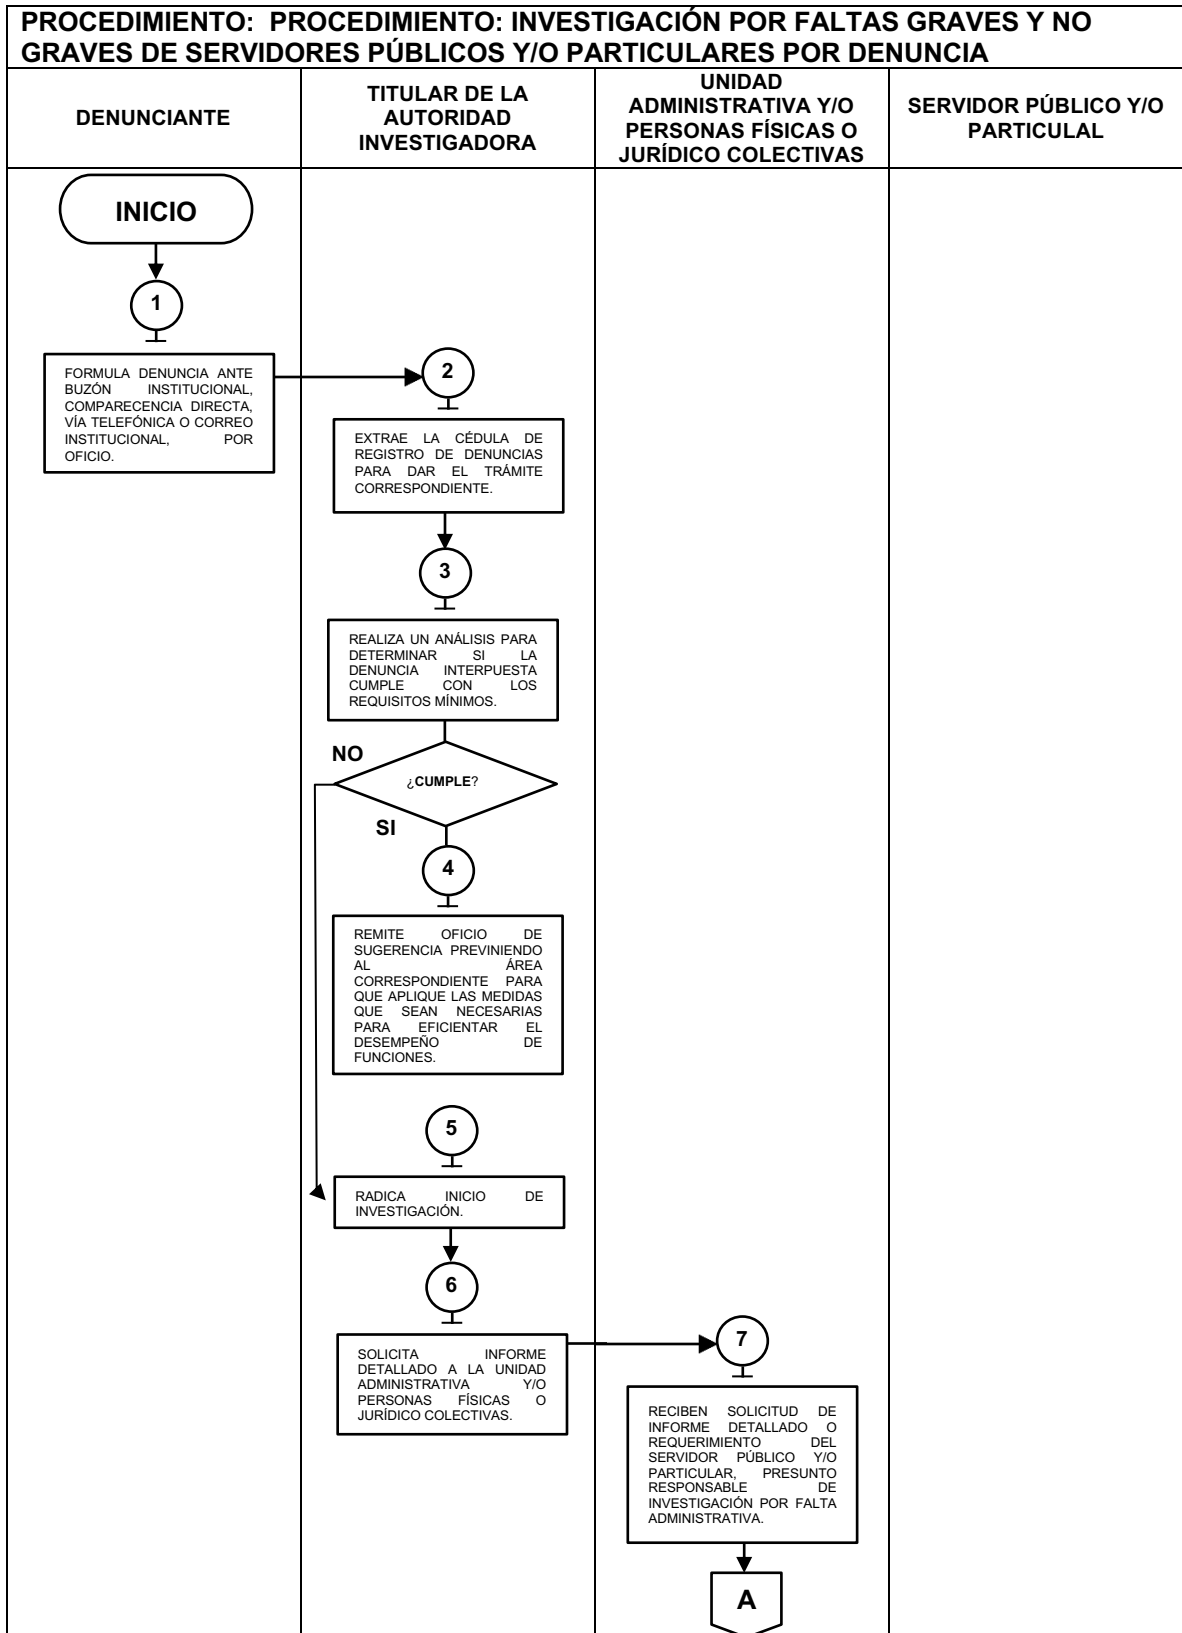 PROCEDIMIENTO: PROCEDIMIENTO: INVESTIGACIÓN POR FALTAS GRAVES Y NO
GRAVES DE SERVIDORES PÚBLICOS Y/O PARTICULARES POR DENUNCIA
DENUNCIANTE
TITULAR DE LA
AUTORIDAD
INVESTIGADORA
UNIDAD
ADMINISTRATIVA Y/O
PERSONAS FÍSICAS O
JURÍDICO COLECTIVAS
SERVIDOR PÚBLICO Y/O
PARTICULAL
INICIO
1
FORMULA DENUNCIA ANTE
BUZÓN INSTITUCIONAL,
COMPARECENCIA DIRECTA,
VÍA TELEFÓNICA O CORREO
INSTITUCIONAL, POR
OFICIO.
2
EXTRAE LA CÉDULA DE
REGISTRO DE DENUNCIAS
PARA DAR EL TRÁMITE
CORRESPONDIENTE.
3
REALIZA UN ANÁLISIS PARA
DETERMINAR SI LA
DENUNCIA INTERPUESTA
CUMPLE CON LOS
REQUISITOS MÍNIMOS.
NO
¿CUMPLE?
SI
4
REMITE OFICIO DE
SUGERENCIA PREVINIENDO
AL ÁREA
CORRESPONDIENTE PARA
QUE APLIQUE LAS MEDIDAS
QUE SEAN NECESARIAS
PARA EFICIENTAR EL
DESEMPEÑO DE
FUNCIONES.
5
RADICA INICIO DE
INVESTIGACIÓN.
6
SOLICITA INFORME
DETALLADO A LA UNIDAD
ADMINISTRATIVA Y/O
PERSONAS FÍSICAS O
JURÍDICO COLECTIVAS.
7
RECIBEN SOLICITUD DE
INFORME DETALLADO O
REQUERIMIENTO DEL
SERVIDOR PÚBLICO Y/O
PARTICULAR, PRESUNTO
RESPONSABLE DE
INVESTIGACIÓN POR FALTA
ADMINISTRATIVA.
A